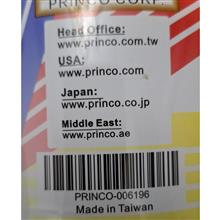 PRINCO CORP.
Head Office:
www.princo.com.tw
USA:
www.princo.com
Japan:
www.princo.co.jp
Middle East:
www.princo.ae
PRINCO-006196
Made in Taiwan